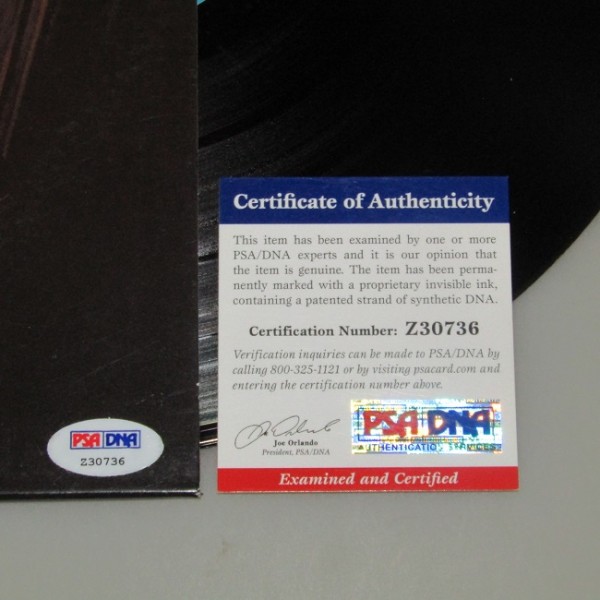 Certificate of Authenticity
This item has been examined by one or more
PSA/DNA experts and it is our opinion that
the item is genuine. The item has been perma-
nently marked with a proprietary invisible ink,
containing a patented strand of synthetic DNA.
Certification Number: Z30736
Verification inquiries can be made to PSA/DNA by
calling 800-325-1121 or by visiting psacard.com and
entering the certification number above.
PSA DNA
AUTHENTICATION SERVICES
Joe Orlando
President, PSA/DNA
Examined and Certified
PSA DNA
Z30736